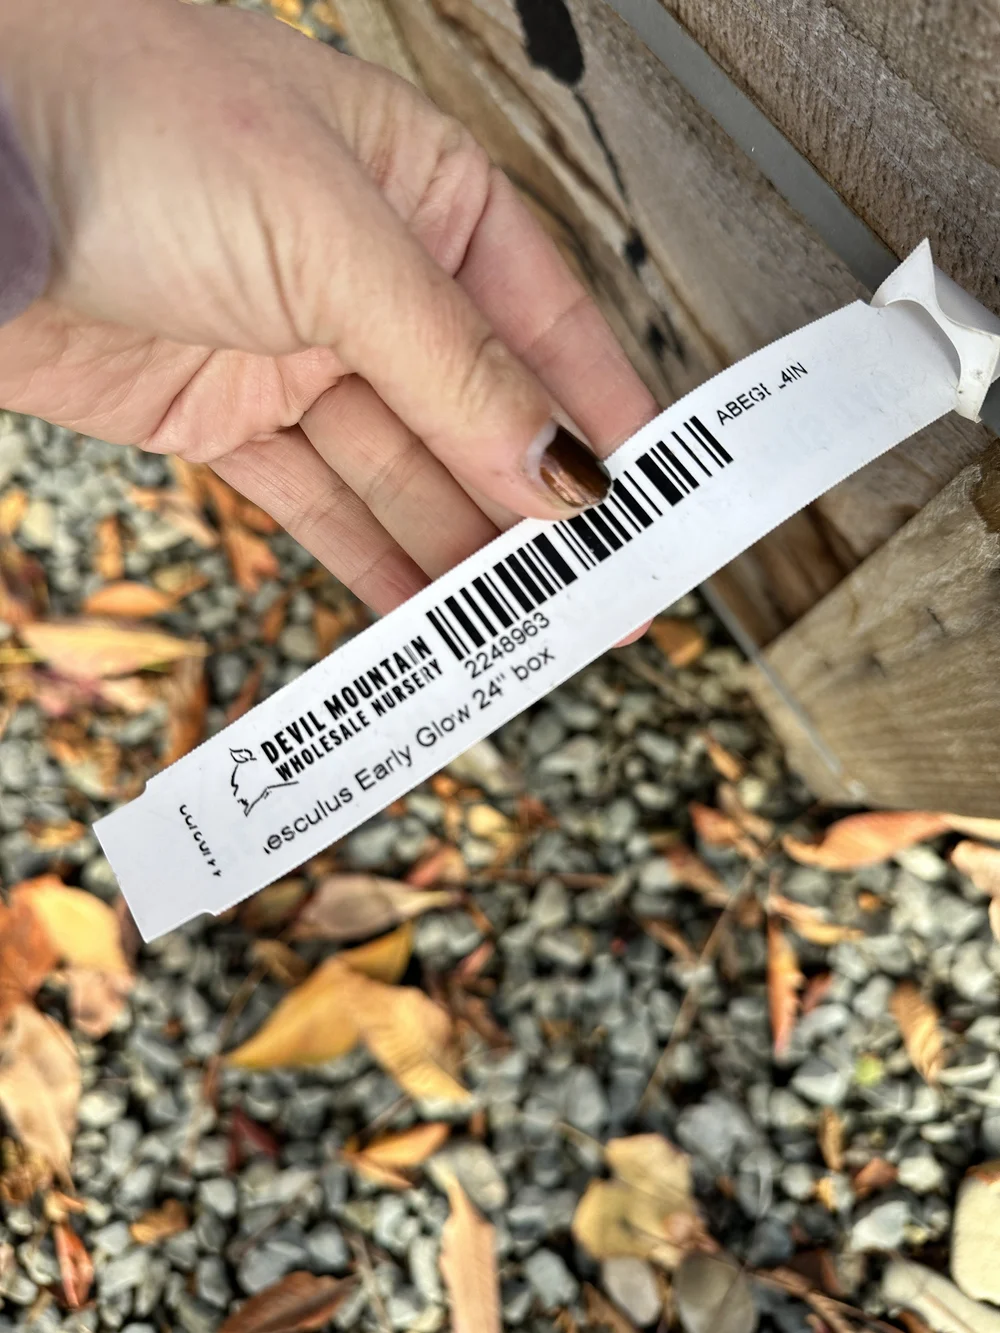 DEVIL MOUNTAIN
WHOLESALE NURSERY
2248963
esculus Early Glow 24" box